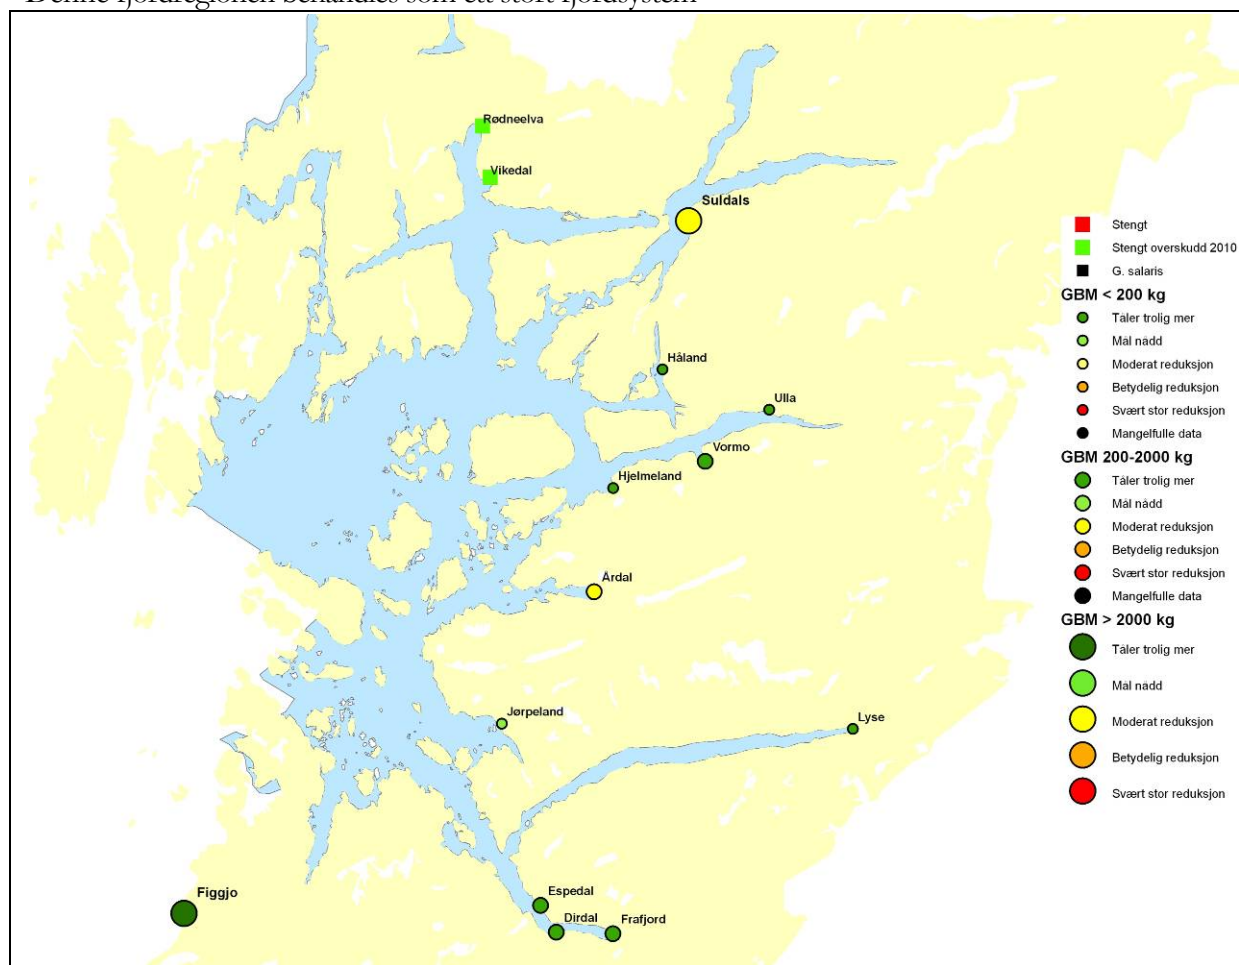 Denne fjordregionen behandles som ett stort fjordsystem
Rødneelva
Vikedal
Suldals
Håland
Ulla
Vormo
Hjelmeland
Årdal
Jørpeland
Lyse
Espedal
Dirdal
Frafjord
Figgjo
Stengt
Stengt overskudd 2010
G. salaris
GBM < 200 kg
Tåler trolig mer
Mål nådd
Moderat reduksjon
Betydelig reduksjon
Svært stor reduksjon
Mangelfulle data
GBM 200-2000 kg
Tåler trolig mer
Mål nådd
Moderat reduksjon
Betydelig reduksjon
Svært stor reduksjon
Mangelfulle data
GBM > 2000 kg
Tåler trolig mer
Mål nådd
Moderat reduksjon
Betydelig reduksjon
Svært stor reduksjon